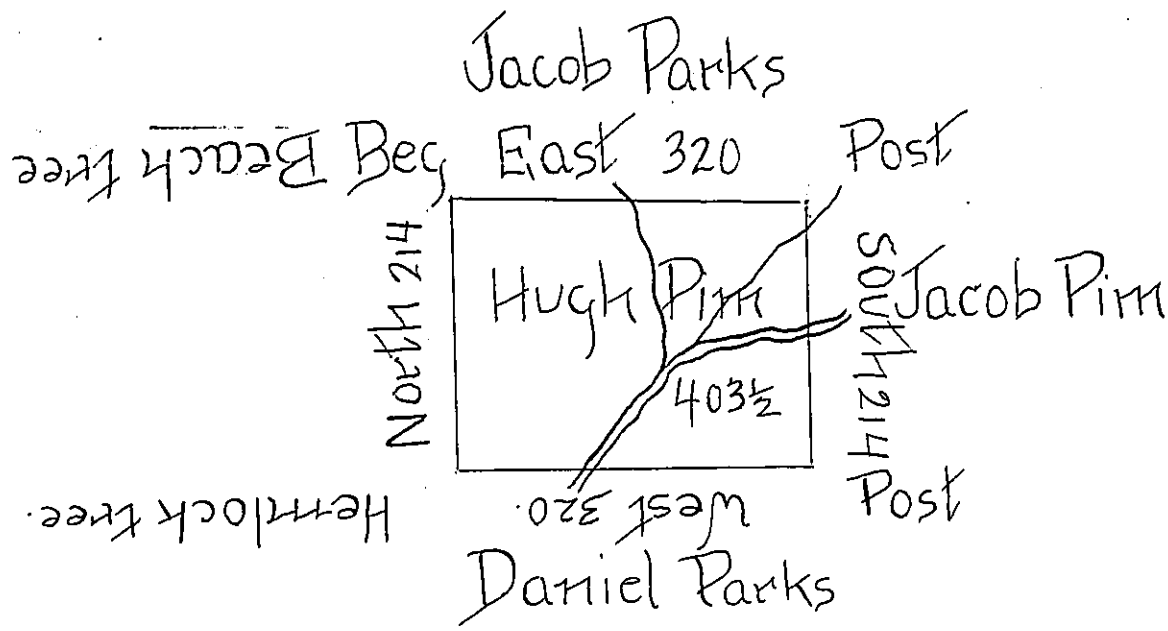 Jacob Parks
Beach tree Beg East 320 Post
North 214
Hugh Pim
South 214
Jacob Pim
403½
Hemlock tree.
West 320.
Post
Daniel Parks